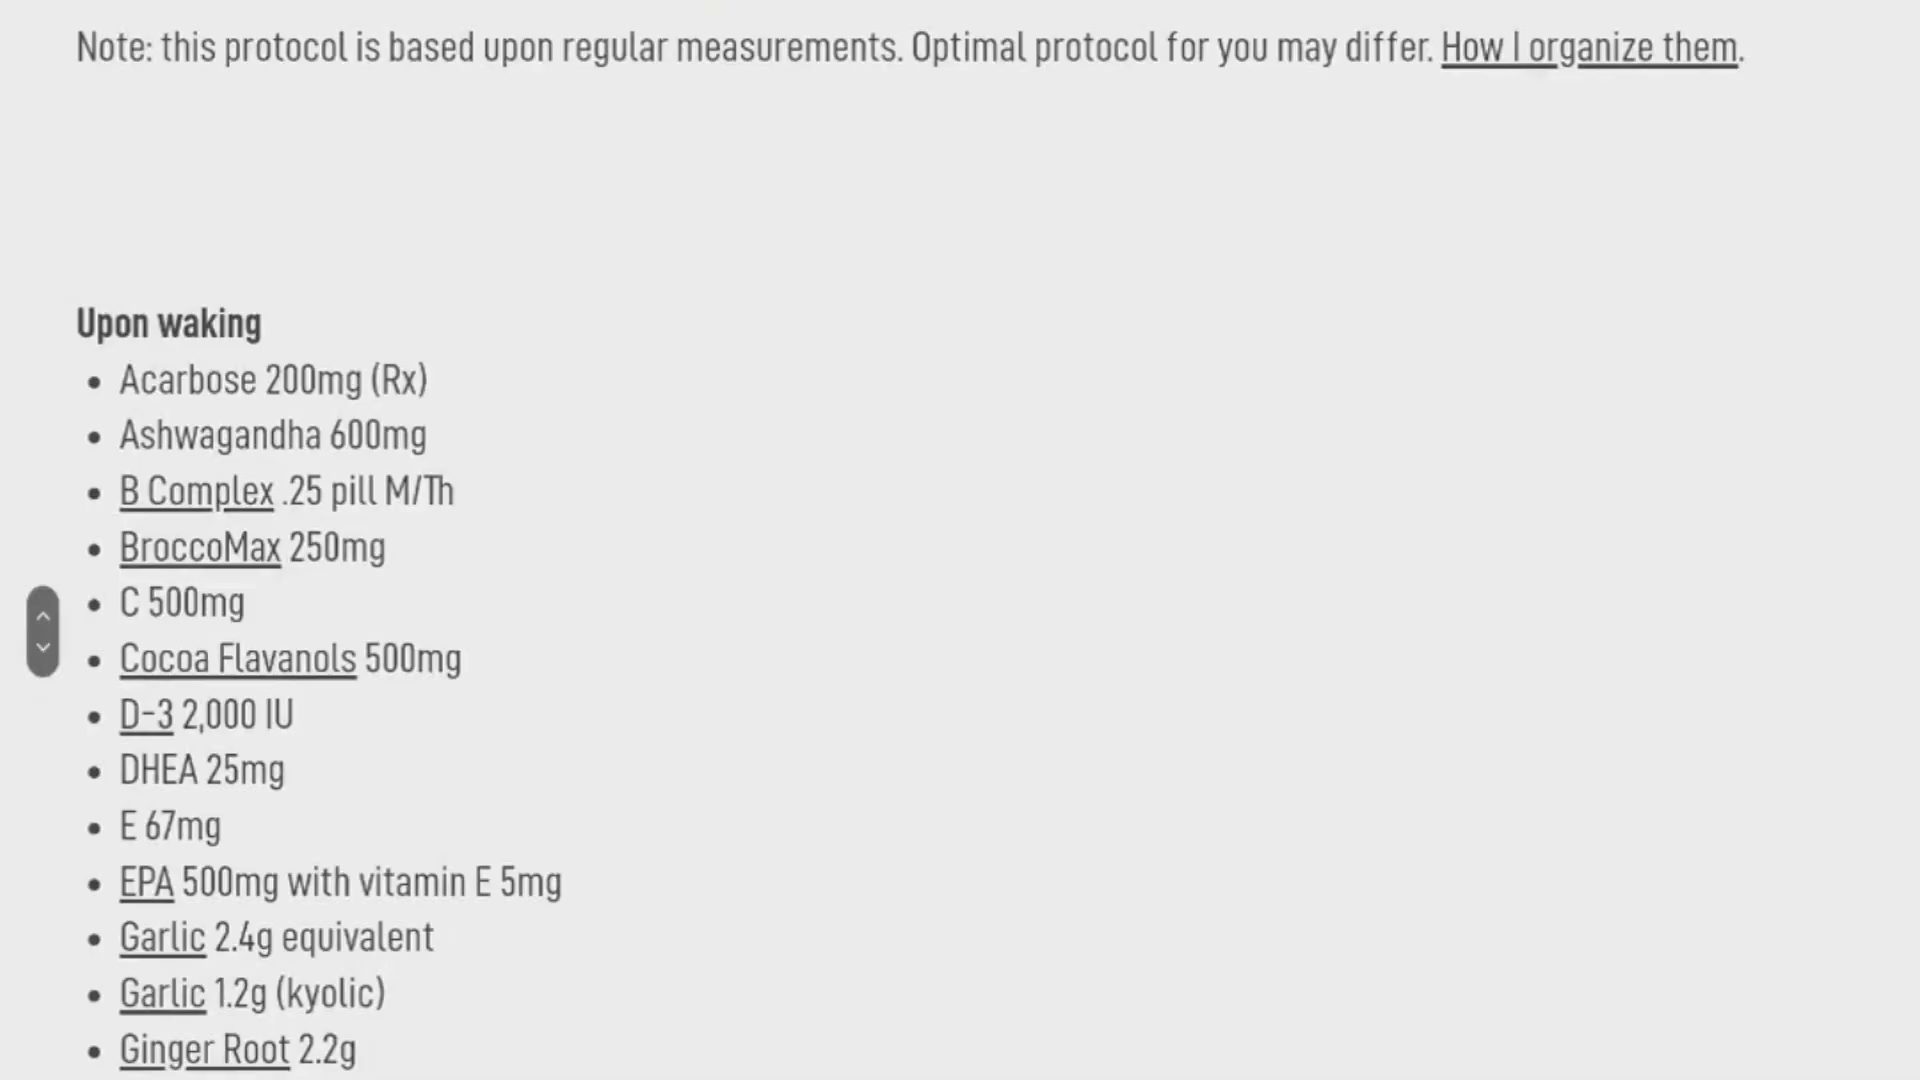 Note: this protocol is based upon regular measurements. Optimal protocol for you may differ. How I organize them.
Upon waking
• Acarbose 200mg (Rx)
• Ashwagandha 600mg
• B Complex .25 pill M/Th
• BroccoMax 250mg
• C 500mg
• Cocoa Flavanols 500mg
• D-3 2,000 IU
• DHEA 25mg
• E 67mg
• EPA 500mg with vitamin E 5mg
• Garlic 2.4g equivalent
• Garlic 1.2g (kyolic)
• Ginger Root 2.2g